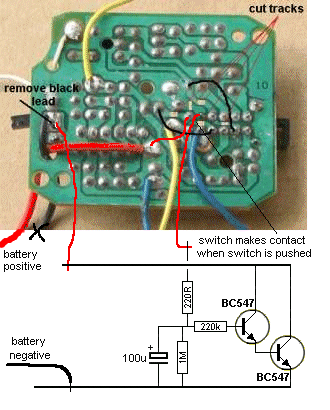 cut tracks
remove black
lead
10
switch makes contact
when switch is pushed
battery
positive
BC547
220R
220k
battery
negative
+
100u
1M
BC547